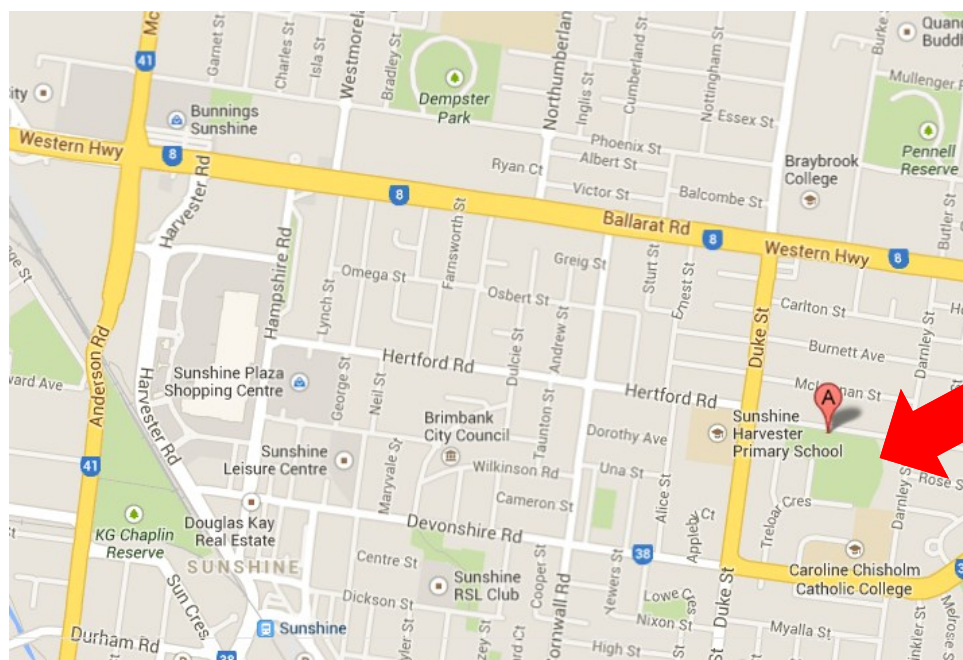 Mc
41
Garnet St
Charles St
Isla St
Westmorel
Bradley St
Dempster
Park
Northumberland
Inglis St
Cumberland St
Nottingham St
Essex St
Burke
Quang
Buddh
Mullenger
Pennell
Reserve
City
Bunnings
Sunshine
Western Hwy
8
Harvester Rd
Phoenix St
Ryan Ct
Albert St
Victor St
Balcombe St
Braybrook
College
Butler St
8
Ballarat Rd
8
Western Hwy
8
Hampshire Rd
Farnsworth St
Omega St
Lynch St
Greig St
Osbert St
Sturt St
Ernest St
Carlton St
Darnley St
Duke St
Burnett Ave
Anderson Rd
Hertford Rd
Dulcie St
Andrew St
Hertford Rd
A
Sunshine Plaza
Shopping Centre
George St
Neil St
ward Ave
Harvester Rd
Brimbank
City Council
Taunton St
Dorothy Ave
Sunshine
Harvester
Primary School
Sunshine
Leisure Centre
Maryvale St
Wilkinson Rd
Una St
Alice St
Darnley St
Rose S
41
Cameron St
Treloar Cres
KG Chaplin
Reserve
Douglas Kay
Real Estate
Devonshire Rd
38
Appleby Ct
SUNSHINE
Centre St
Sunshine
RSL Club
Cooper St
Newers St
Caroline Chisholm
Catholic College
Sun Cres
Dickson St
Cornwall Rd
Lowe Cres
Duke St
Nixon St
Myalla St
Melrose S
Sunshine
Durham Rd
38
High St